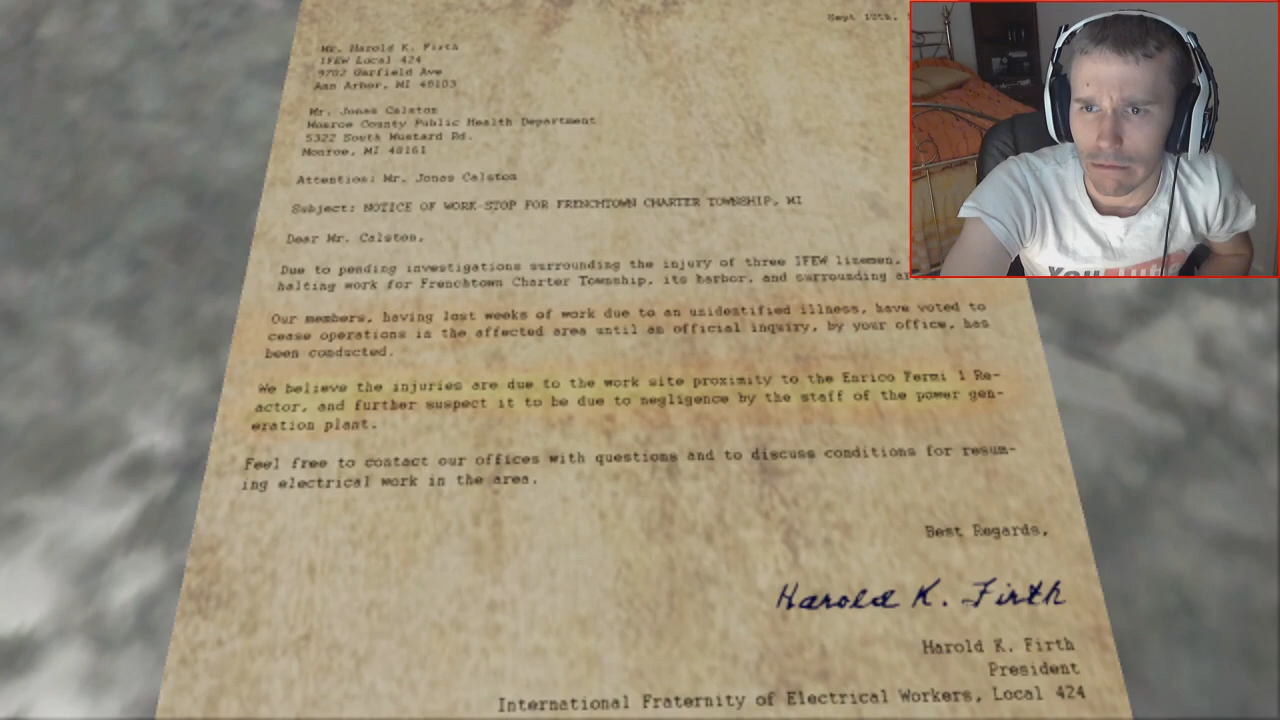 Sept 10th,
Mr. Harold K. Firth
IFEW Local 424
9702 Garfield Ave
Ann Arbor, MI 48103
Mr. Jonas Calston
Monroe County Public Health Department
5322 South Mustard Rd.
Monroe, MI 48161
Attention: Mr. Jonas Calston
Subject: NOTICE OF WORK-STOP FOR FRENCHTOWN CHARTER TOWNSHIP, MI
Dear Mr. Calston,
Due to pending investigations surrounding the injury of three IFEW linemen,
halting work for Frenchtown Charter Township, its harbor, and surrounding
Our members, having lost weeks of work due to an unidentified illness, have voted to
cease operations in the affected area until an official inquiry, by your office, has
been conducted.
We believe the injuries are due to the work site proximity to the Enrico Fermi 1 Re-
actor, and further suspect it to be due to negligence by the staff of the power gen-
eration plant.
Feel free to contact our offices with questions and to discuss conditions for resum-
ing electrical work in the area.
Best Regards,
Harold K. Firth
Harold K. Firth
President
International Fraternity of Electrical Workers, Local 424